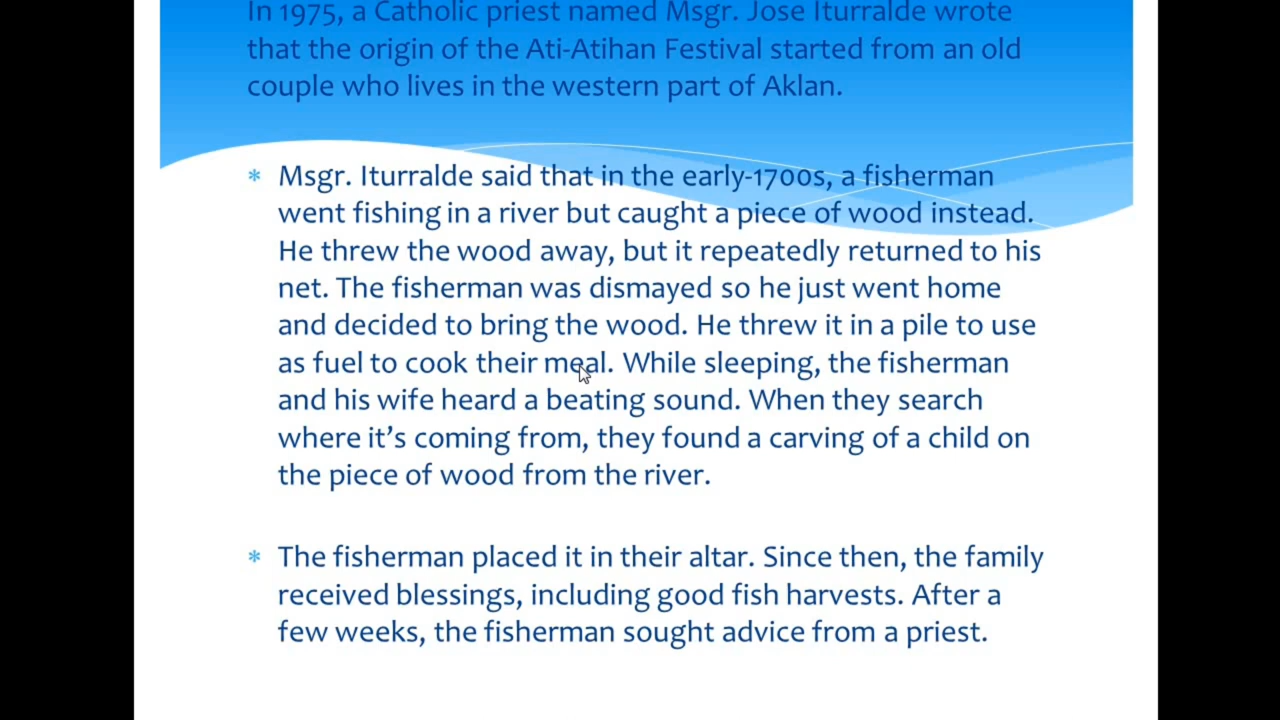 In 1975, a Catholic priest named Msgr. Jose Iturralde wrote
that the origin of the Ati-Atihan Festival started from an old
couple who lives in the western part of Aklan.
* Msgr. Iturralde said that in the early-1700s, a fisherman
went fishing in a river but caught a piece of wood instead.
He threw the wood away, but it repeatedly returned to his
net. The fisherman was dismayed so he just went home
and decided to bring the wood. He threw it in a pile to use
as fuel to cook their meal. While sleeping, the fisherman
and his wife heard a beating sound. When they search
where it's coming from, they found a carving of a child on
the piece of wood from the river.
* The fisherman placed it in their altar. Since then, the family
received blessings, including good fish harvests. After a
few weeks, the fisherman sought advice from a priest.